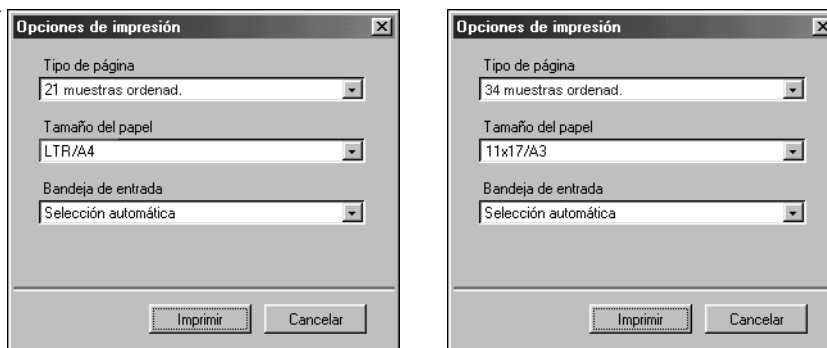 Opciones de impresión
Tipo de página
21 muestras ordenad.
Tamaño del papel
LTR/A4
Bandeja de entrada
Selección automática
Imprimir
Cancelar
Opciones de impresión
Tipo de página
34 muestras ordenad.
Tamaño del papel
11x17/A3
Bandeja de entrada
Selección automática
Imprimir
Cancelar